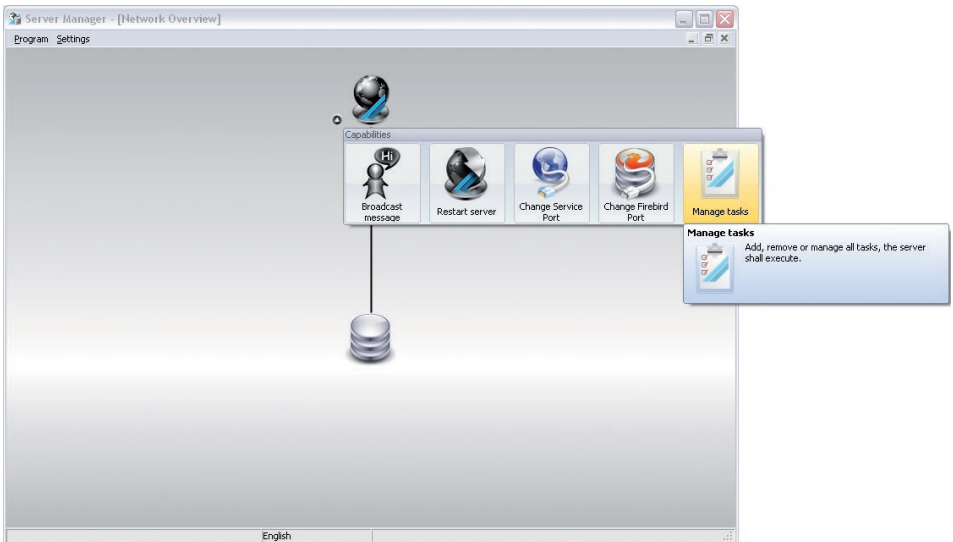 Server Manager - [Network Overview]
Program Settings
Capabilities
Hi
Broadcast
message
Restart server
Change Service
Port
Change Firebird
Port
Manage tasks
Manage tasks
Add, remove or manage all tasks, the server
shall execute.
English